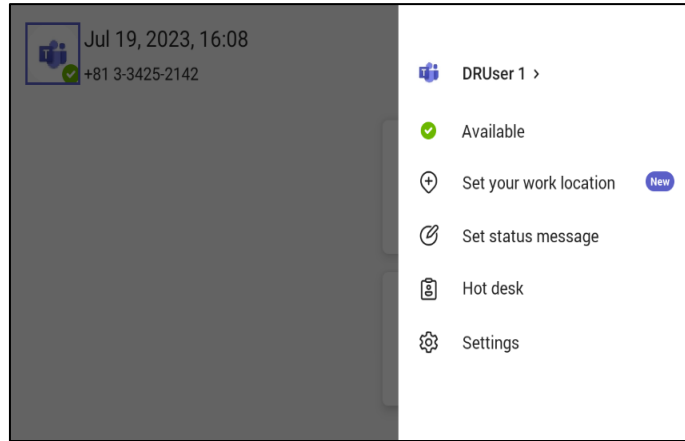 Jul 19, 2023, 16:08
+81 3-3425-2142
DRUser 1 >
Available
Set your work location New
Set status message
Hot desk
Settings